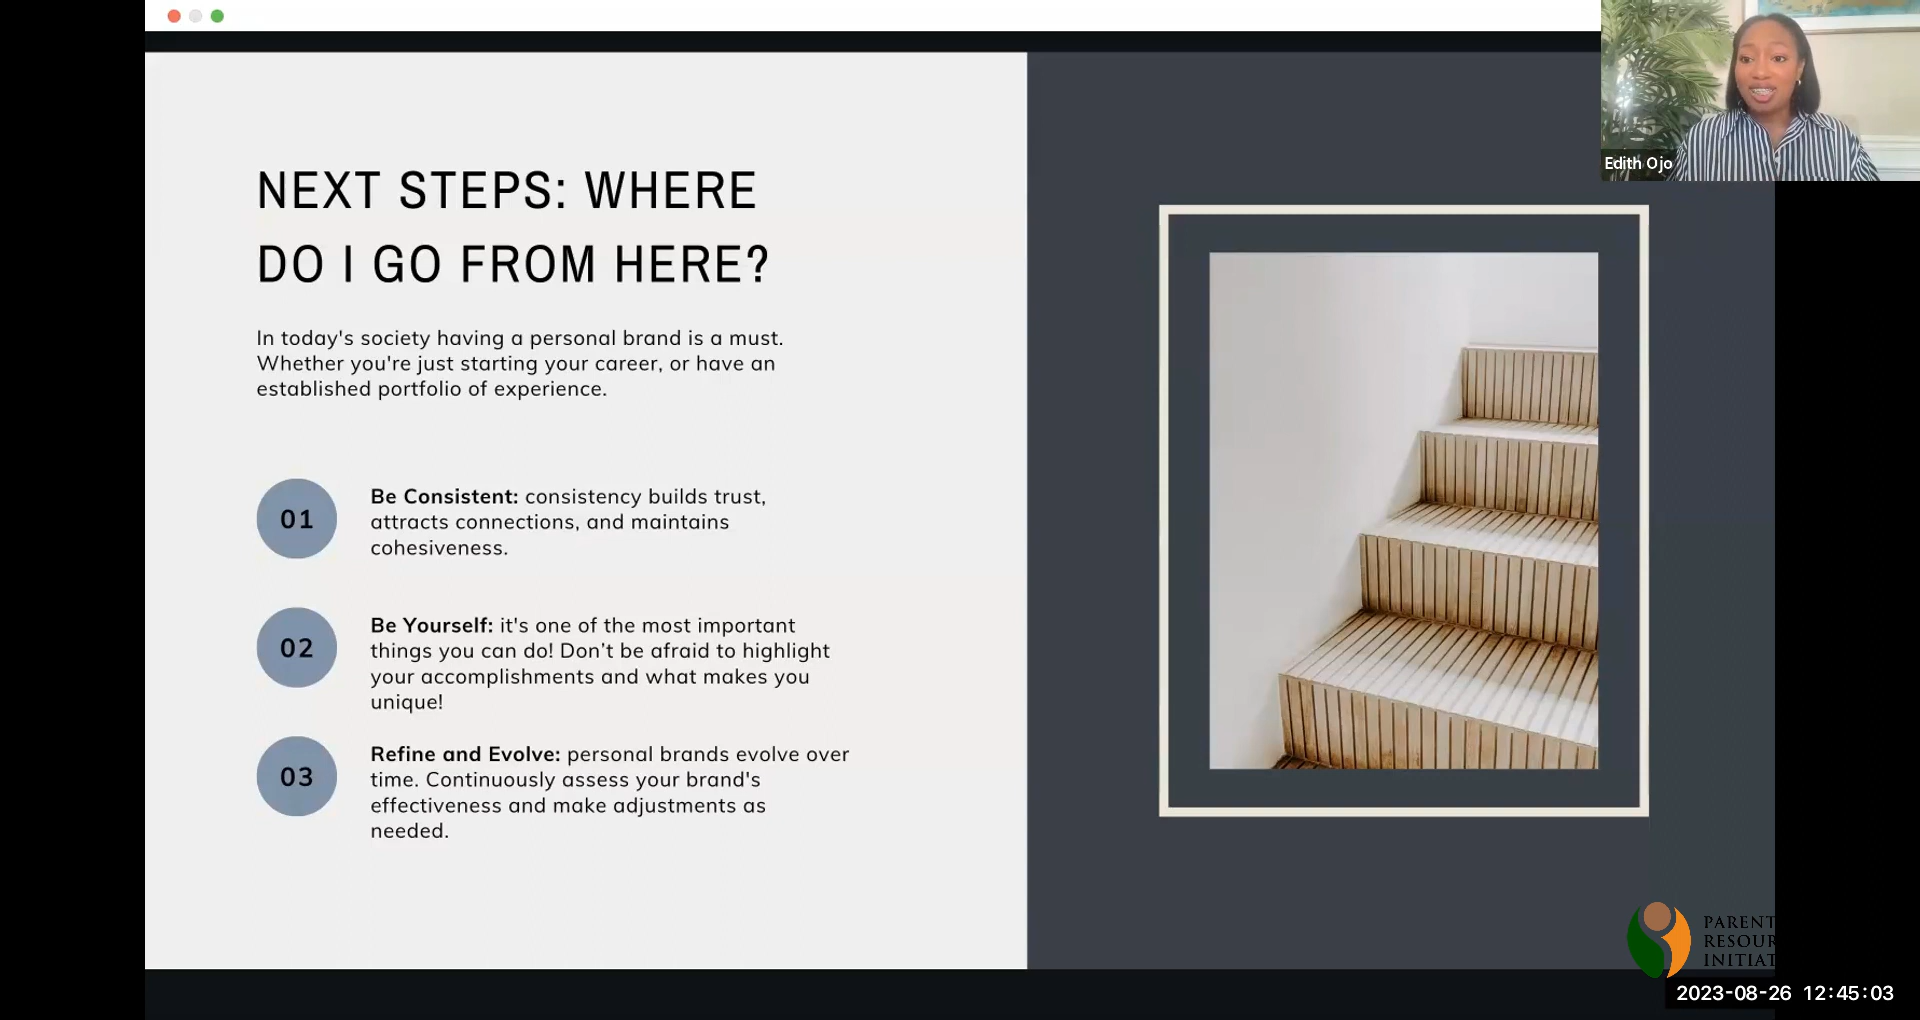 NEXT STEPS: WHERE
DO I GO FROM HERE?
In today's society having a personal brand is a must.
Whether you're just starting your career, or have an
established portfolio of experience.
01
Be Consistent: consistency builds trust,
attracts connections, and maintains
cohesiveness.
02
Be Yourself: it's one of the most important
things you can do! Don't be afraid to highlight
your accomplishments and what makes you
unique!
03
Refine and Evolve: personal brands evolve over
time. Continuously assess your brand's
effectiveness and make adjustments as
needed.
Edith Ojo
PARENT
RESOUR
INITIAT
2023-08-26 12:45:03